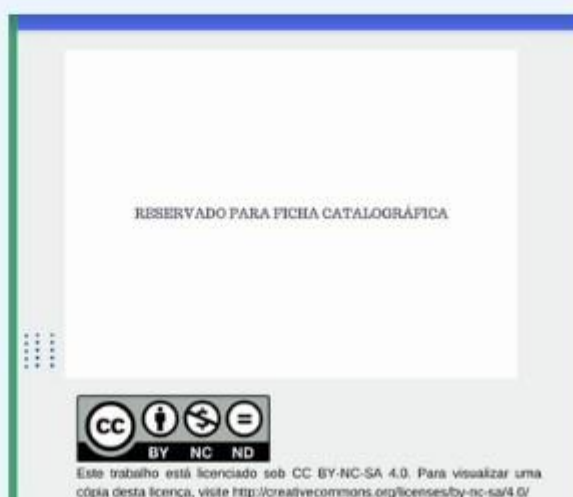 RESERVADO PARA FICHA CATALOGRÁFICA
CC
BY NC ND
Este trabalho está licenciado sob CC BY-NC-SA 4.0. Para visualizar uma
cópia desta licença, visite http://creativecommons.org/licenses/by-nc-sa/4.0/